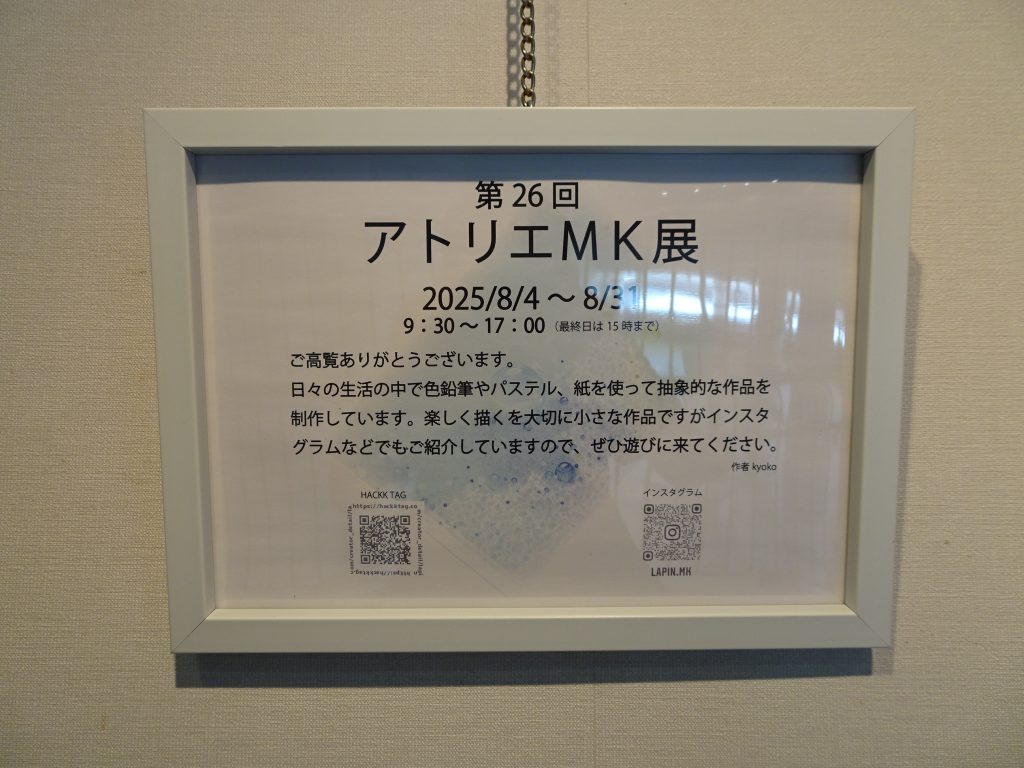 第 26 回
アトリエＭＫ展
2025/8/4 ～ 8/31
9：30 ～ 17：00（最終日は 15 時まで）
ご高覧ありがとうございます。
日々の生活の中で色鉛筆やパステル、紙を使って抽象的な作品を
制作しています。楽しく描くを大切に小さな作品ですがインスタ
グラムなどでもご紹介していますので、ぜひ遊びに来てください。
作者 kyoko
HACKK TAG
https://hackktag.co
インスタグラム
LAPIN.MK